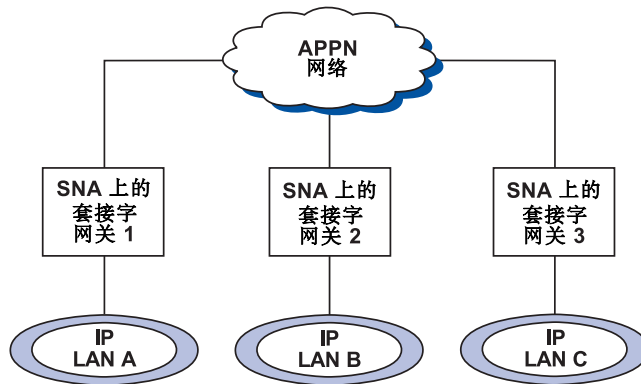 APPN
网络
SNA 上的
套接字
网关 1
SNA 上的
套接字
网关 2
SNA 上的
套接字
网关 3
IP
LAN A
IP
LAN B
IP
LAN C